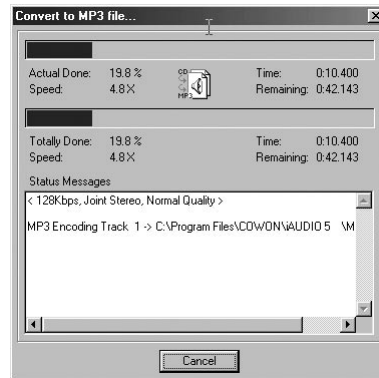 Convert to MP3 file...
Actual Done: 19.8 % Time: 0:10.400
Speed: 4.8X Remaining: 0:42.143
CD
MP3
Totally Done: 19.8 % Time: 0:10.400
Speed: 4.8X Remaining: 0:42.143
Status Messages
< 128Kbps, Joint Stereo, Normal Quality >
MP3 Encoding Track 1 -> C:\Program Files\COWON\iAUDIO 5 \M
Cancel